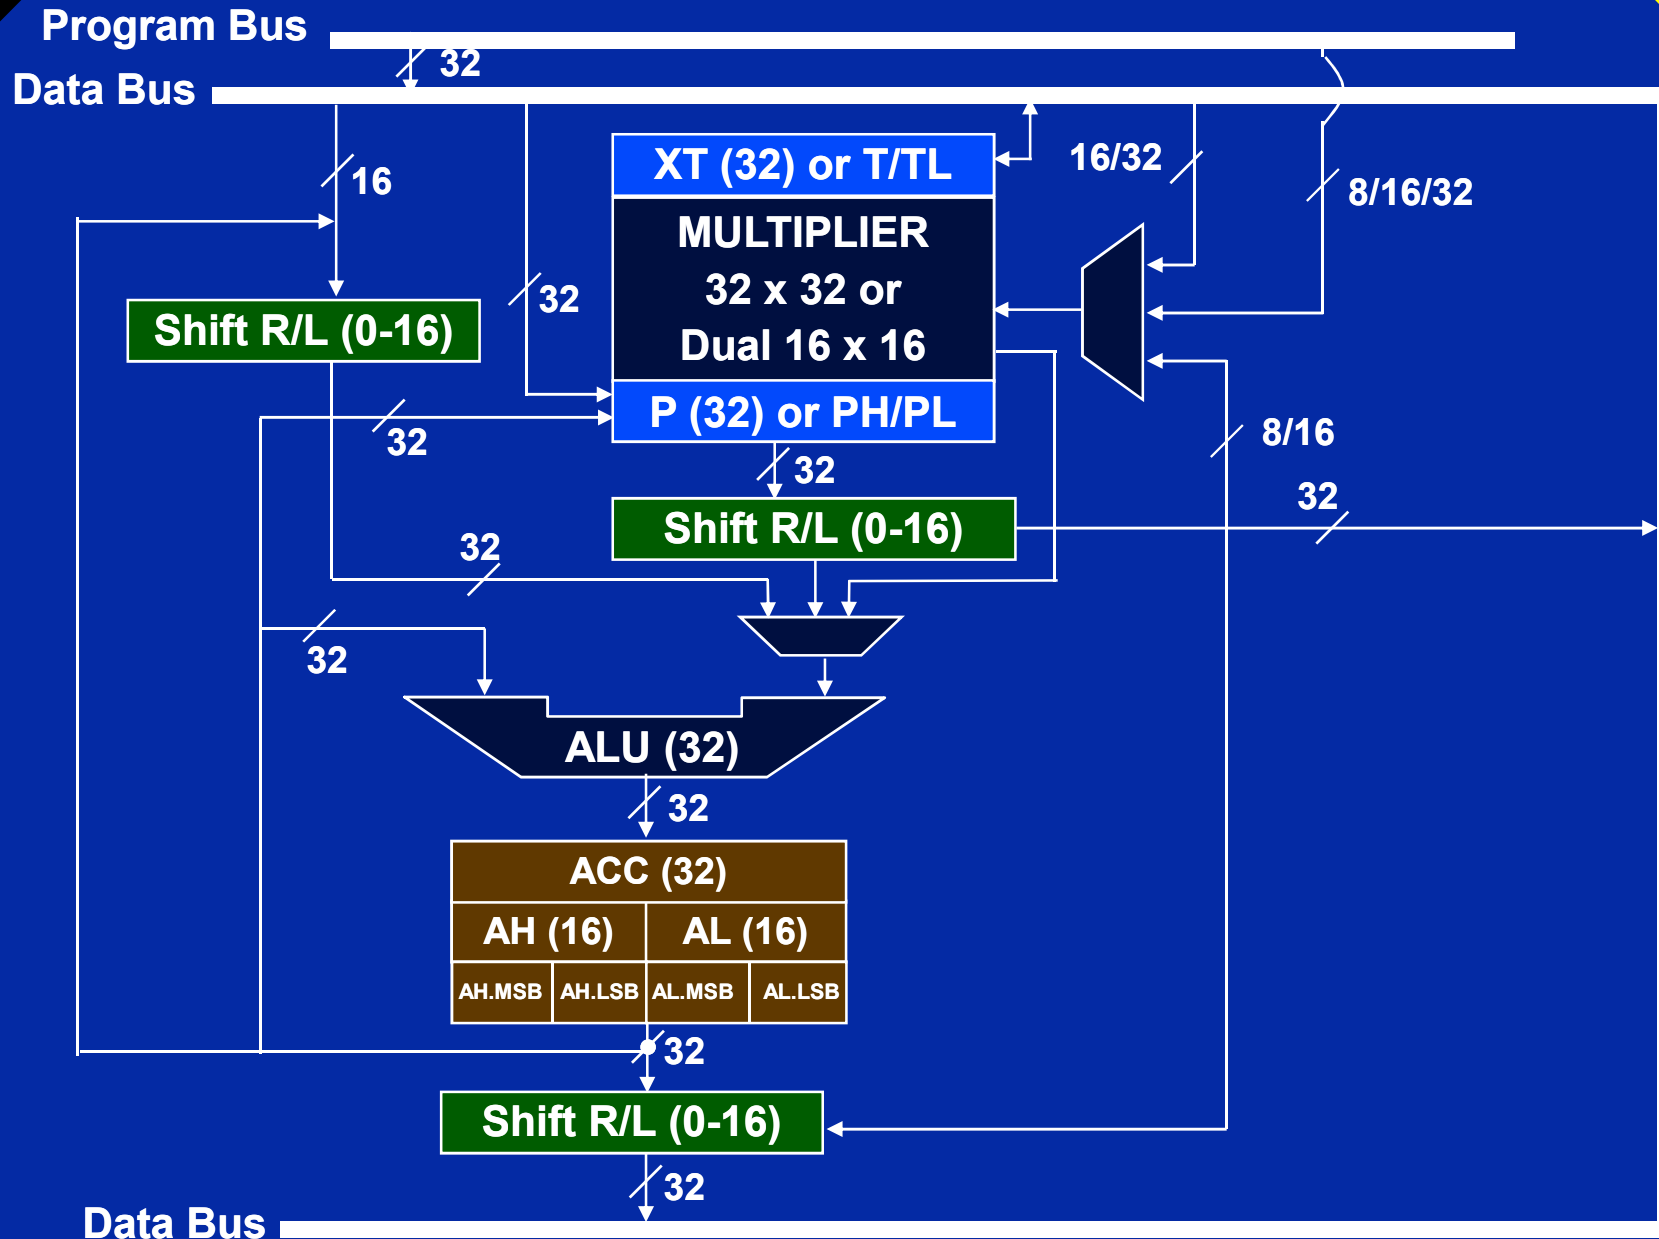 Program Bus
32
Data Bus
16
XT (32) or T/TL
16/32
8/16/32
MULTIPLIER
32 x 32 or
Dual 16 x 16
32
Shift R/L (0-16)
P (32) or PH/PL
32
8/16
32
32
Shift R/L (0-16)
32
32
ALU (32)
32
ACC (32)
AH (16)
AL (16)
AH.MSB
AH.LSB
AL.MSB
AL.LSB
32
Shift R/L (0-16)
32
Data Bus